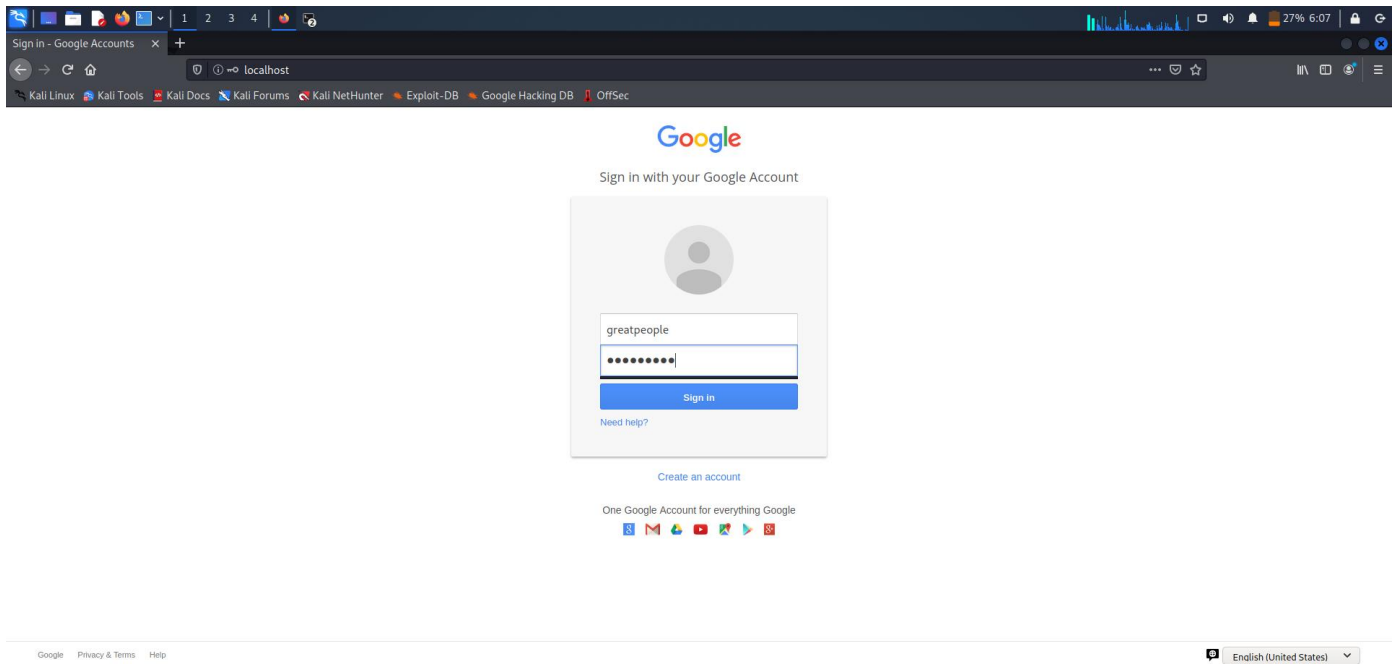 1 2 3 4 27% 6:07
Sign in - Google Accounts
localhost
Kali Linux Kali Tools Kali Docs Kali Forums Kali NetHunter Exploit-DB Google Hacking DB OffSec
Google
Sign in with your Google Account
greatpeople
●●●●●●●●●
Sign in
Need help?
Create an account
One Google Account for everything Google
Google Privacy & Terms Help English (United States)